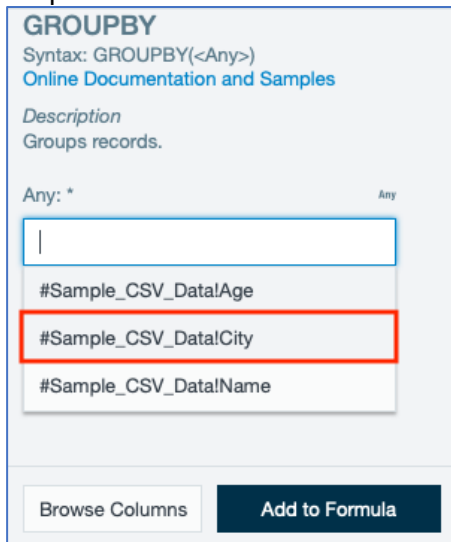 GROUPBY
Syntax: GROUPBY(<Any>)
Online Documentation and Samples
Description
Groups records.
Any: * Any
#Sample_CSV_Data!Age
#Sample_CSV_Data!City
#Sample_CSV_Data!Name
Browse Columns Add to Formula